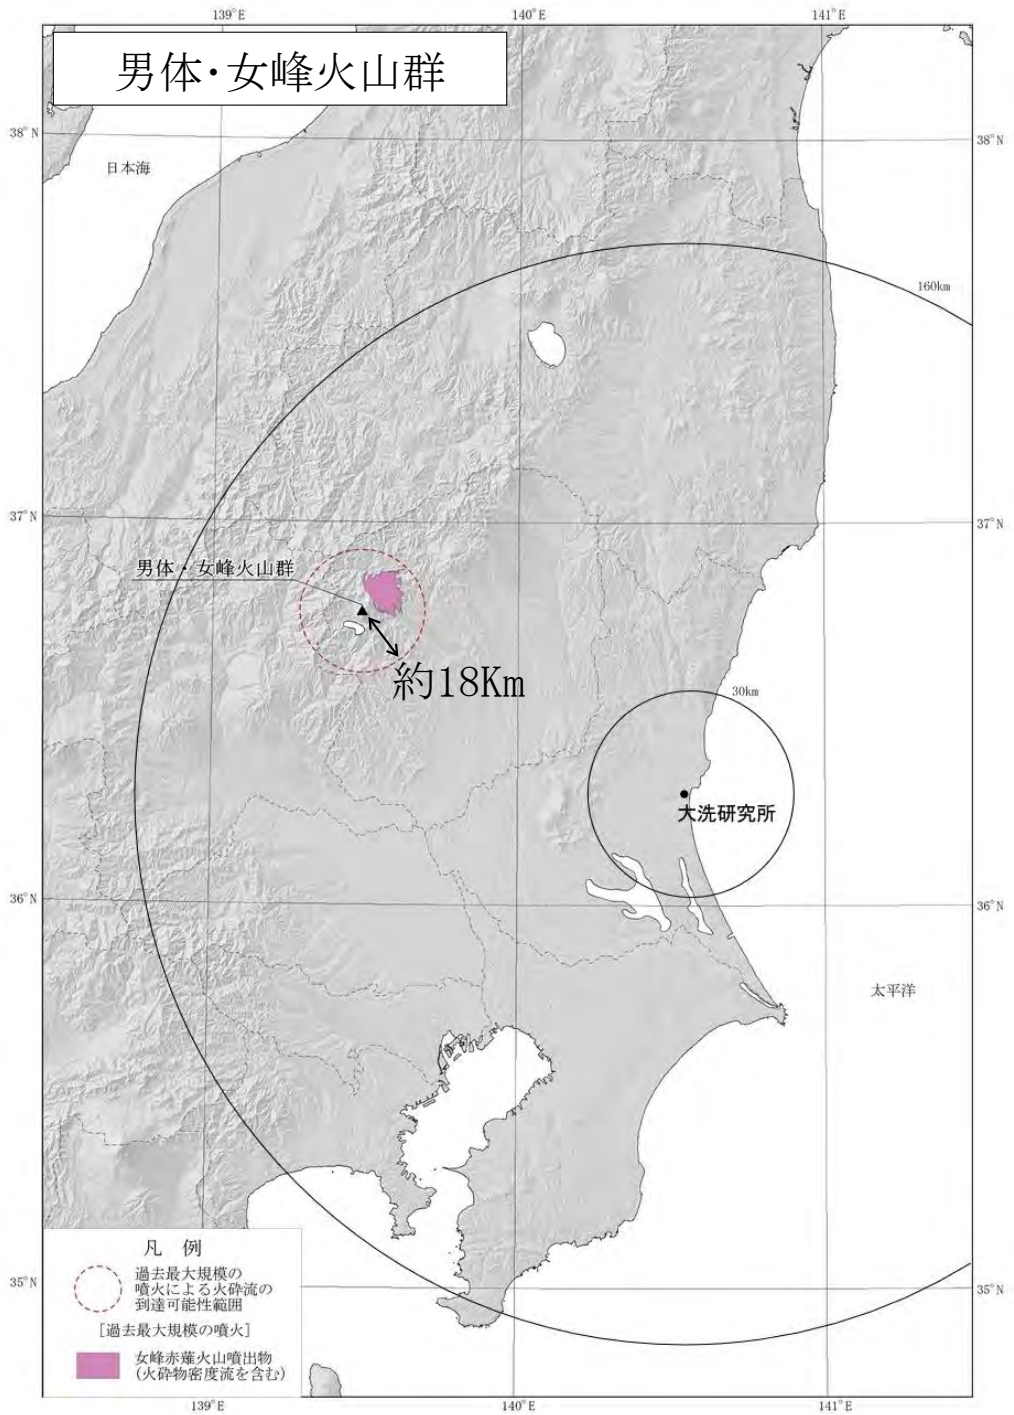 139°E
140°E
141°E
男体・女峰火山群
38°N
38°N
日本海
160km
37°N
37°N
男体・女峰火山群
約18Km
30km
大洗研究所
36°N
36°N
太平洋
凡 例
過去最大規模の
噴火による火砕流の
到達可能性範囲
[過去最大規模の噴火]
女峰赤薙火山噴出物
(火砕物密度流を含む)
35°N
35°N
139°E
140°E
141°E